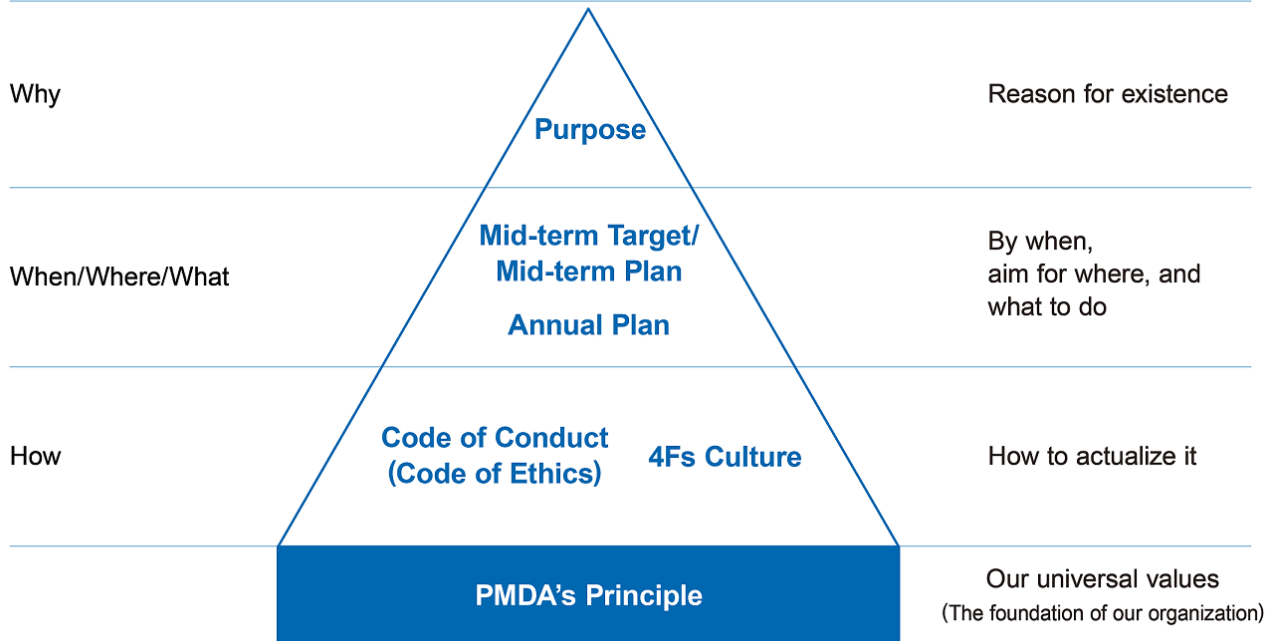 Why
Purpose
Reason for existence
When/Where/What
Mid-term Target/
Mid-term Plan
Annual Plan
By when,
aim for where, and
what to do
How
Code of Conduct
(Code of Ethics)
4Fs Culture
How to actualize it
PMDA’s Principle
Our universal values
(The foundation of our organization)